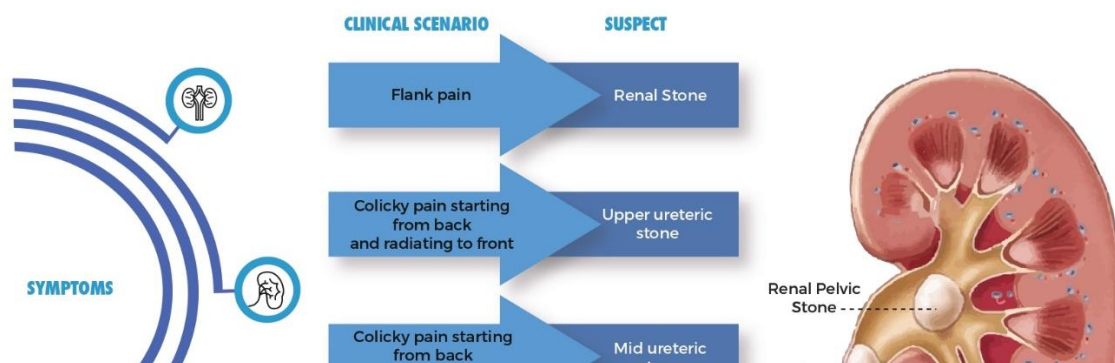 CLINICAL SCENARIO
SUSPECT
Flank pain
Renal Stone
Colicky pain starting
from back
and radiating to front
Upper ureteric
stone
SYMPTOMS
Renal Pelvic
Stone
Colicky pain starting
from back
Mid ureteric